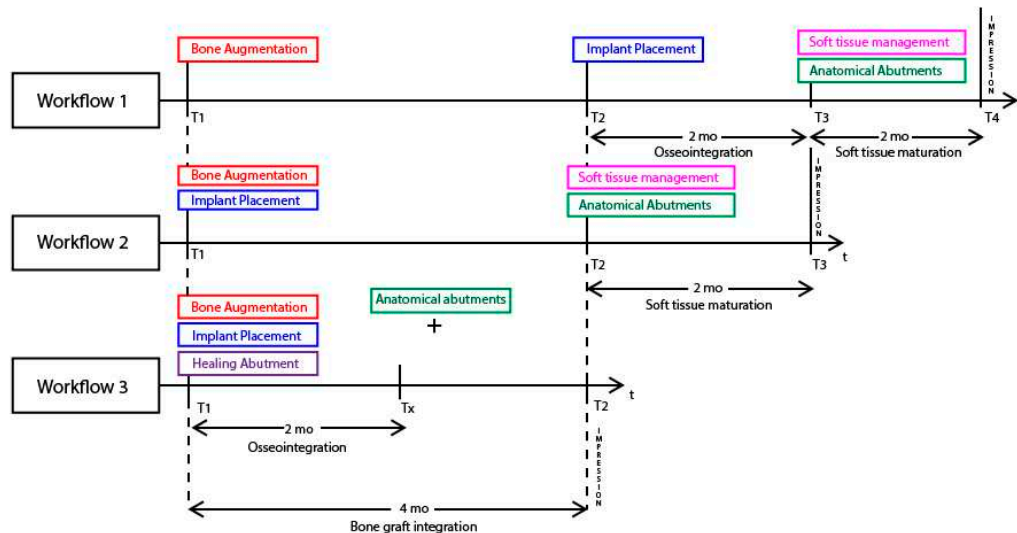 IMPRESSION
Bone Augmentation
Implant Placement
Soft tissue management
Anatomical Abutments
Workflow 1
T1
T2
T3
T4
2 mo
Osseointegration
2 mo
Soft tissue maturation
Bone Augmentation
Implant Placement
Soft tissue management
Anatomical Abutments
IMPRESSION
Workflow 2
T1
T2
T3
t
2 mo
Soft tissue maturation
Bone Augmentation
Implant Placement
Healing Abutment
Anatomical abutments
+
Workflow 3
T1
Tx
T2
t
2 mo
Osseointegration
IMPRESSION
4 mo
Bone graft integration